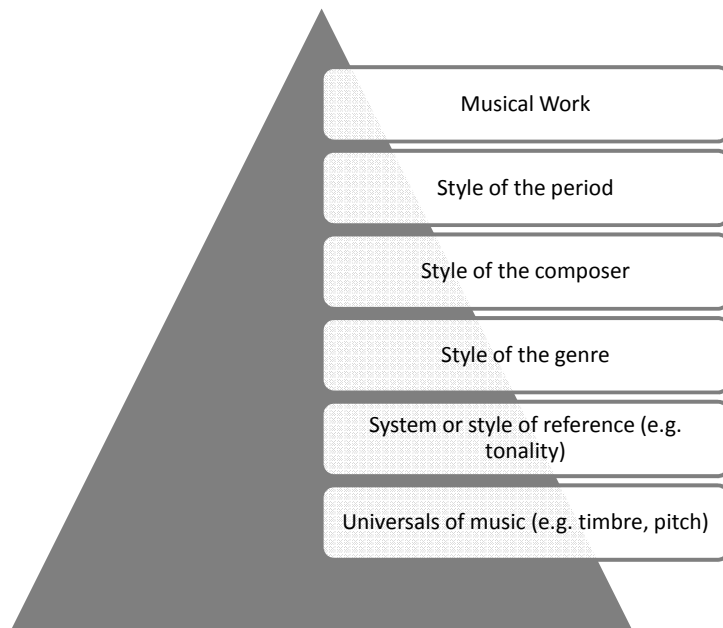 Musical Work
Style of the period
Style of the composer
Style of the genre
System or style of reference (e.g.
tonality)
Universals of music (e.g. timbre, pitch)